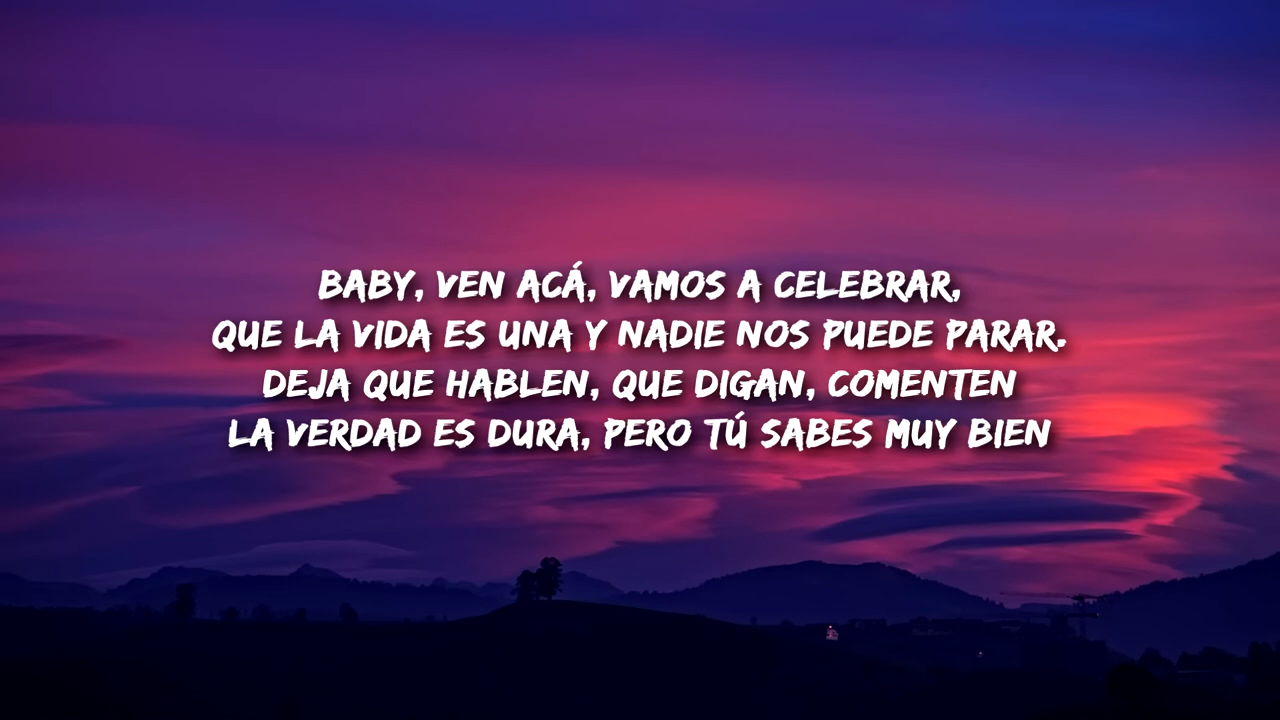 BABY, VEN ACÁ, VAMOS A CELEBRAR,
QUE LA VIDA ES UNA Y NADIE NOS PUEDE PARAR.
DEJA QUE HABLEN, QUE DIGAN, COMENTEN
LA VERDAD ES DURA, PERO TÚ SABES MUY BIEN